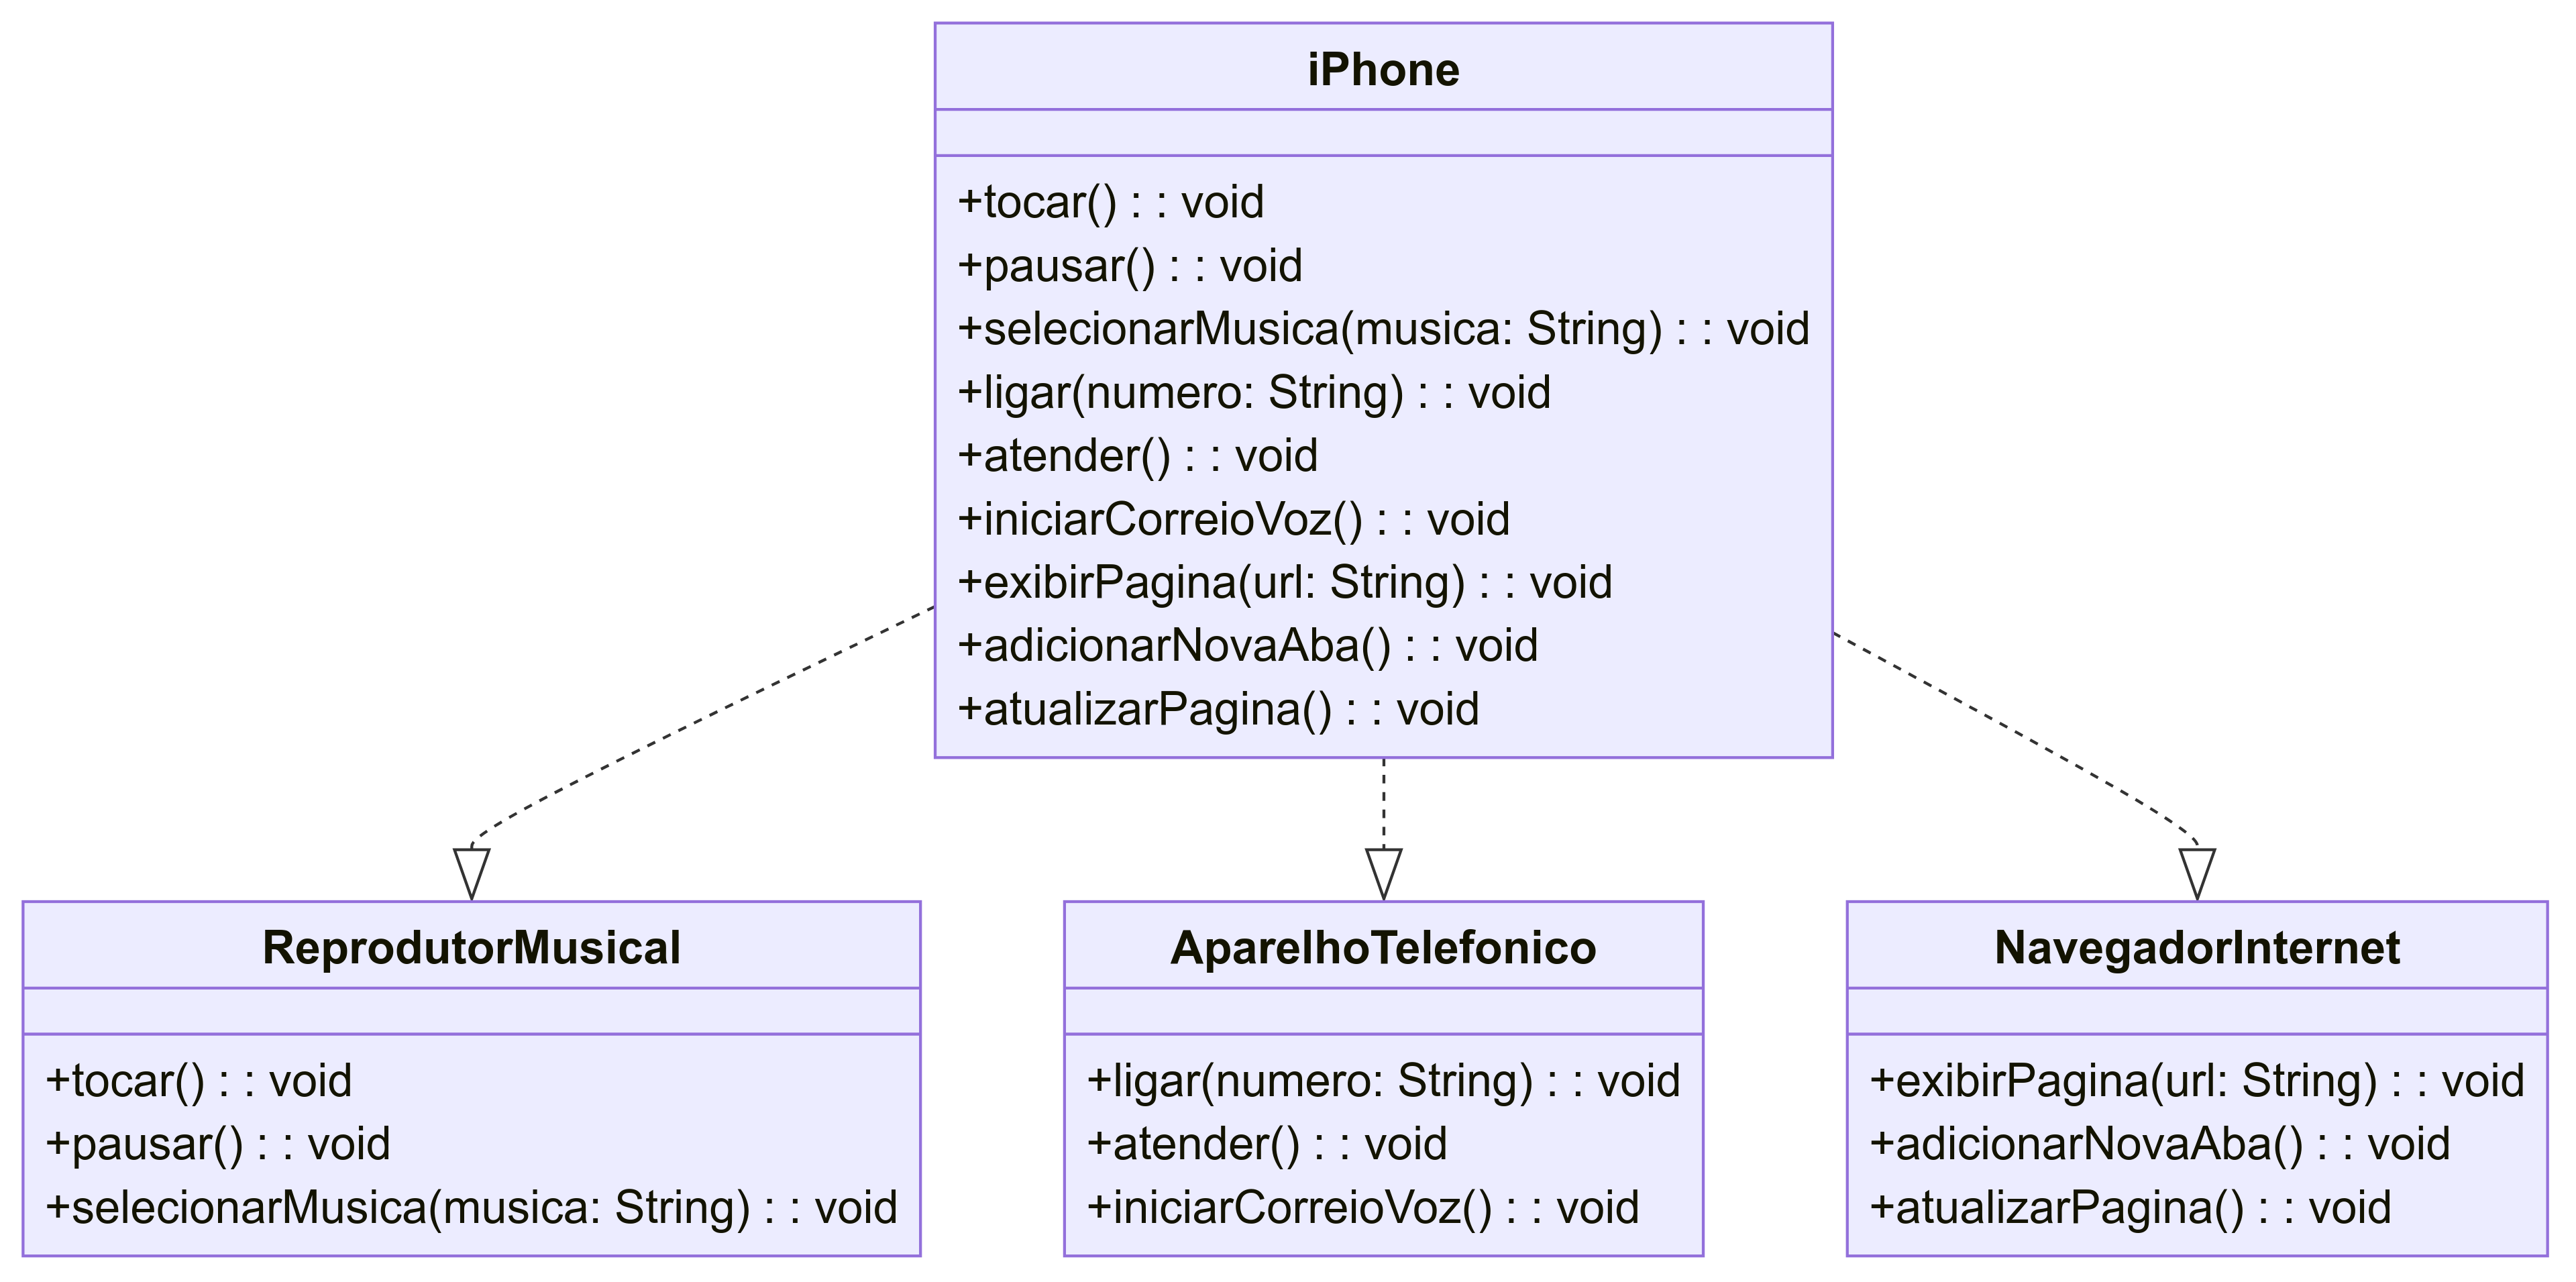 iPhone
+tocar() : : void
+pausar() : : void
+selecionarMusica(musica: String) : : void
+ligar(numero: String) : : void
+atender() : : void
+iniciarCorreioVoz() : : void
+exibirPagina(url: String) : : void
+adicionarNovaAba() : : void
+atualizarPagina() : : void
ReprodutorMusical
+tocar() : : void
+pausar() : : void
+selecionarMusica(musica: String) : : void
AparelhoTelefonico
+ligar(numero: String) : : void
+atender() : : void
+iniciarCorreioVoz() : : void
NavegadorInternet
+exibirPagina(url: String) : : void
+adicionarNovaAba() : : void
+atualizarPagina() : : void